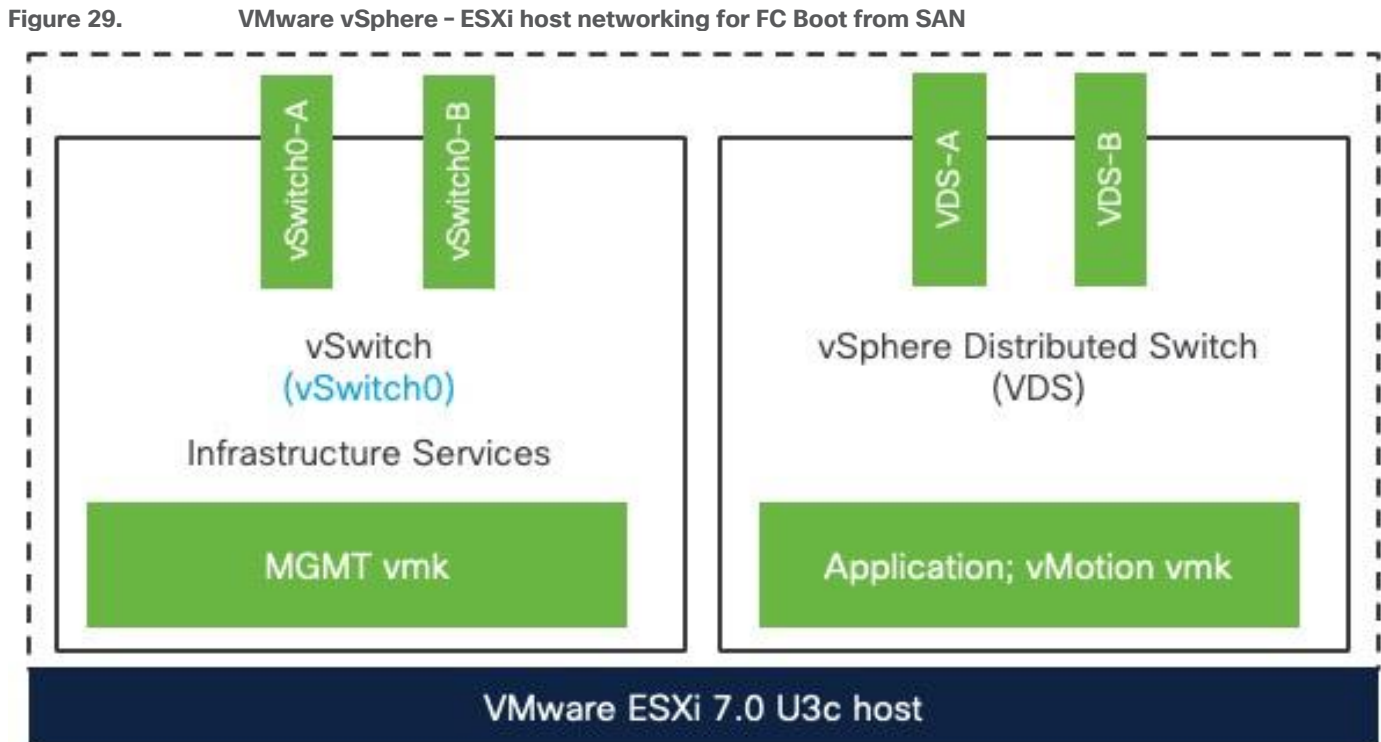 Figure 29. VMware vSphere – ESXi host networking for FC Boot from SAN
vSwitch0-A
vSwitch0-B
VDS-A
VDS-B
vSwitch
(vSwitch0)
Infrastructure Services
MGMT vmk
vSphere Distributed Switch
(VDS)
Application; vMotion vmk
VMware ESXi 7.0 U3c host